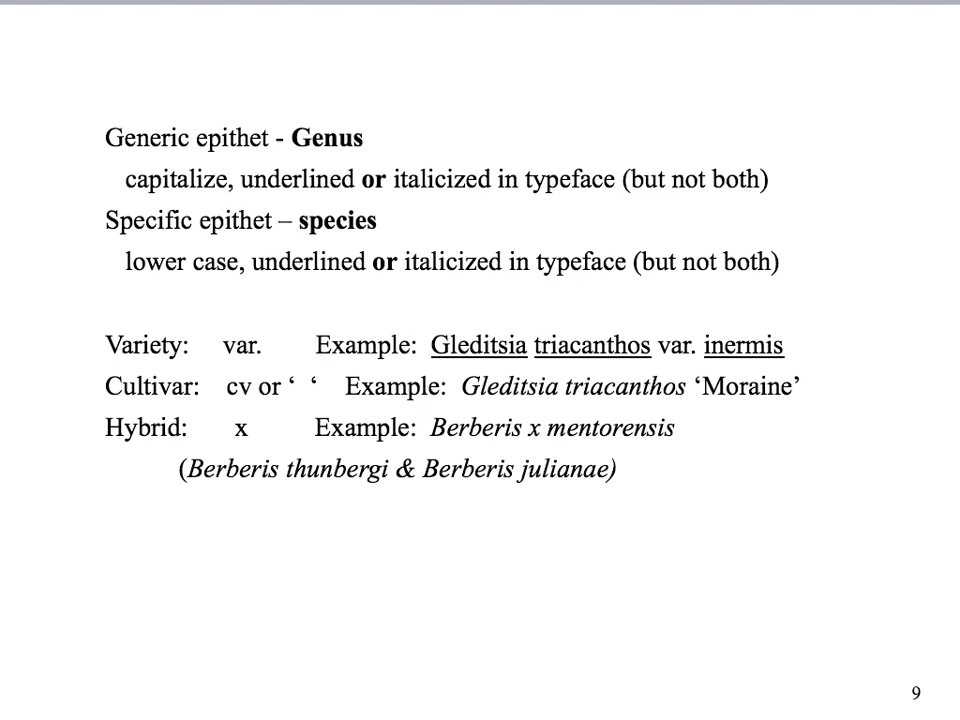 Generic epithet - Genus
capitalize, underlined or italicized in typeface (but not both)
Specific epithet – species
lower case, underlined or italicized in typeface (but not both)
Variety: var. Example: Gleditsia triacanthos var. inermis
Cultivar: cv or ‘ ‘ Example: Gleditsia triacanthos ‘Moraine’
Hybrid: x Example: Berberis x mentorensis
(Berberis thunbergi & Berberis julianae)
9